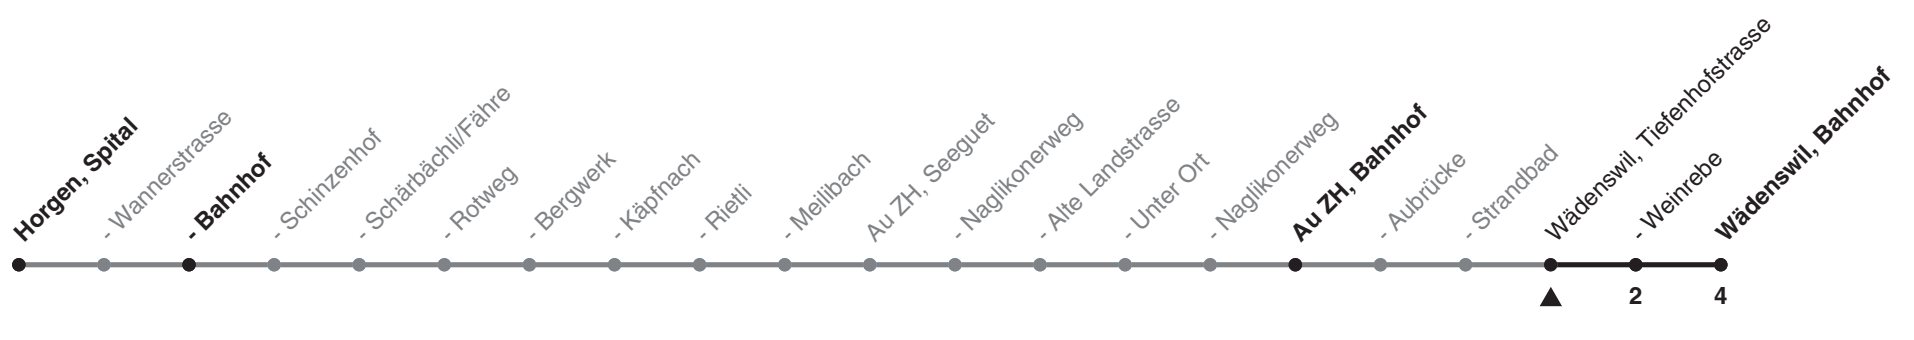 Horgen, Spital
- Wannerstrasse
- Bahnhof
- Schinzenhof
- Schärbächli/Fähre
- Rotweg
- Bergwerk
- Käpfnach
- Rietli
- Meilibach
Au ZH, Seeguet
- Naglikonerweg
- Alte Landstrasse
- Unter Ort
- Naglikonerweg
Au ZH, Bahnhof
- Aubrücke
- Strandbad
Wädenswil, Tiefenhofstrasse
- Weinrebe
Wädenswil, Bahnhof
2
4